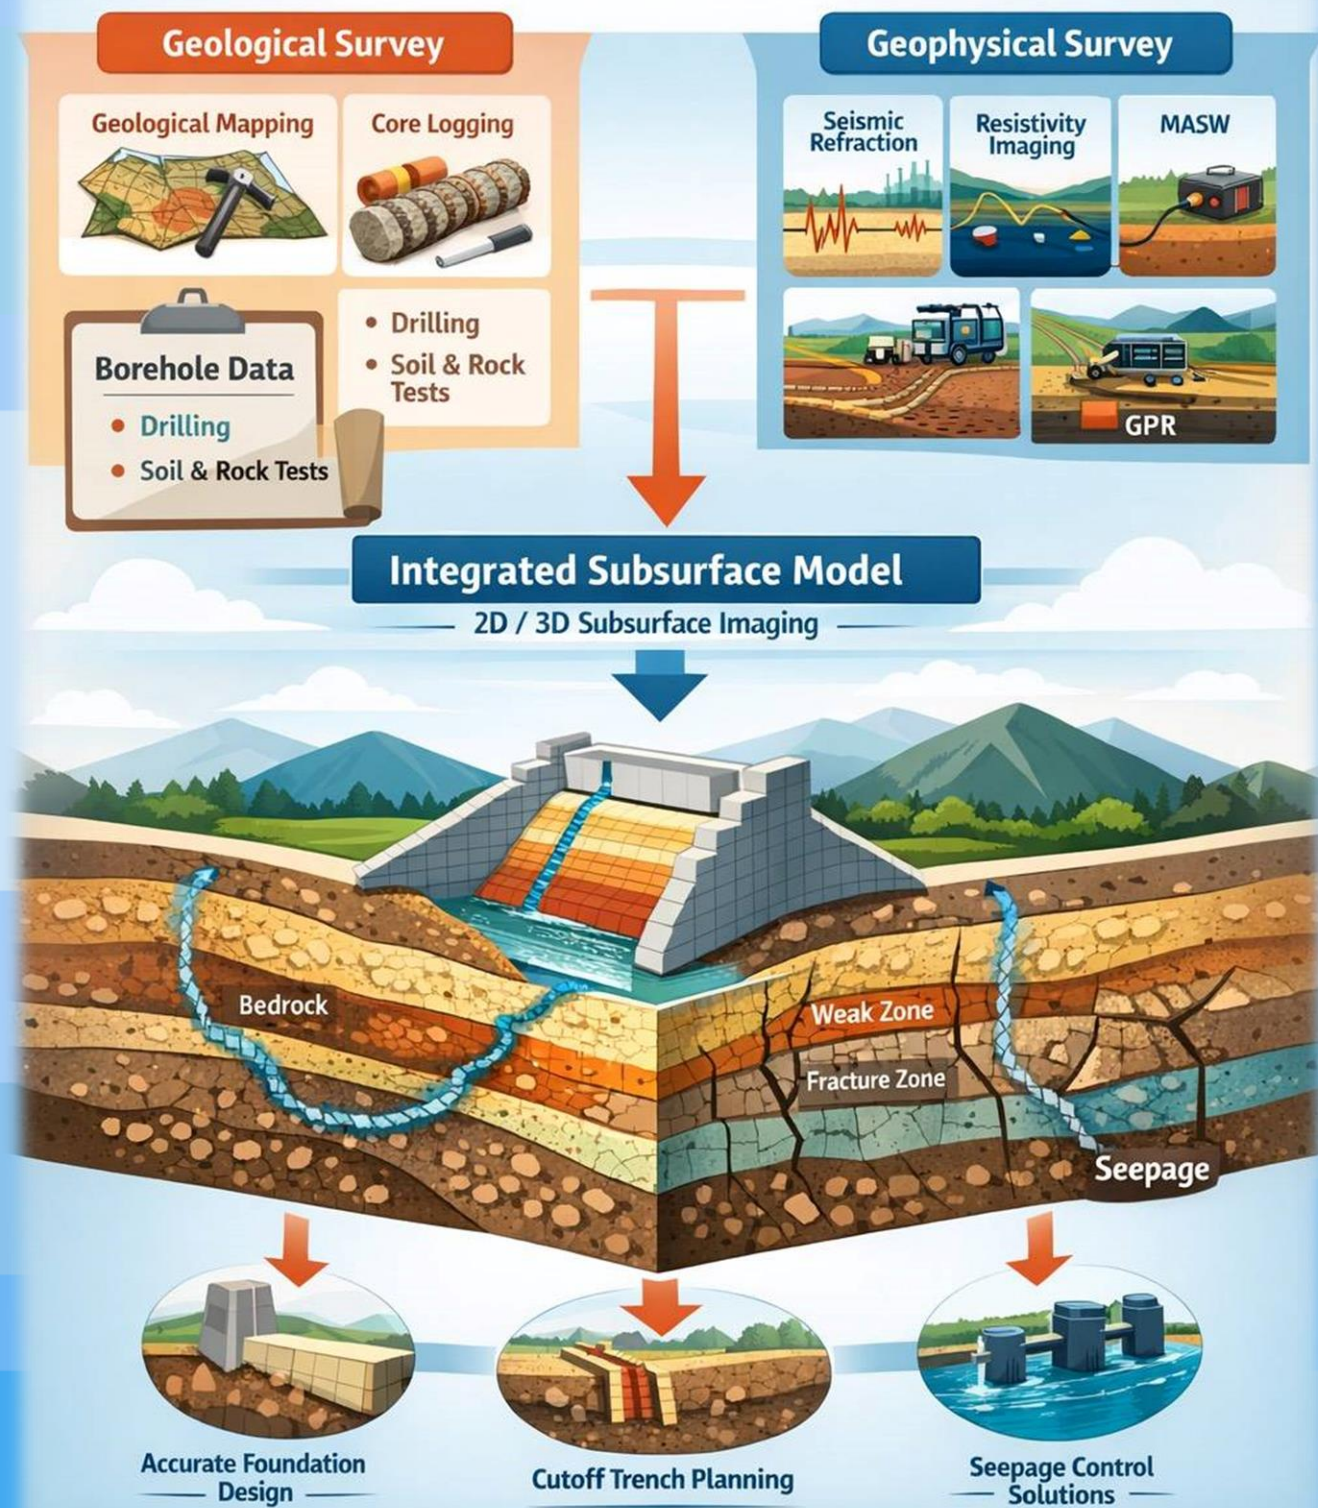 Geological Survey
Geological Mapping
Core Logging
Borehole Data
• Drilling
• Soil & Rock Tests
• Drilling
• Soil & Rock
Tests
Geophysical Survey
Seismic
Refraction
Resistivity
Imaging
MASW
GPR
Integrated Subsurface Model
2D / 3D Subsurface Imaging
Bedrock
Weak Zone
Fracture Zone
Seepage
Accurate Foundation
Design
Cutoff Trench Planning
Seepage Control
Solutions